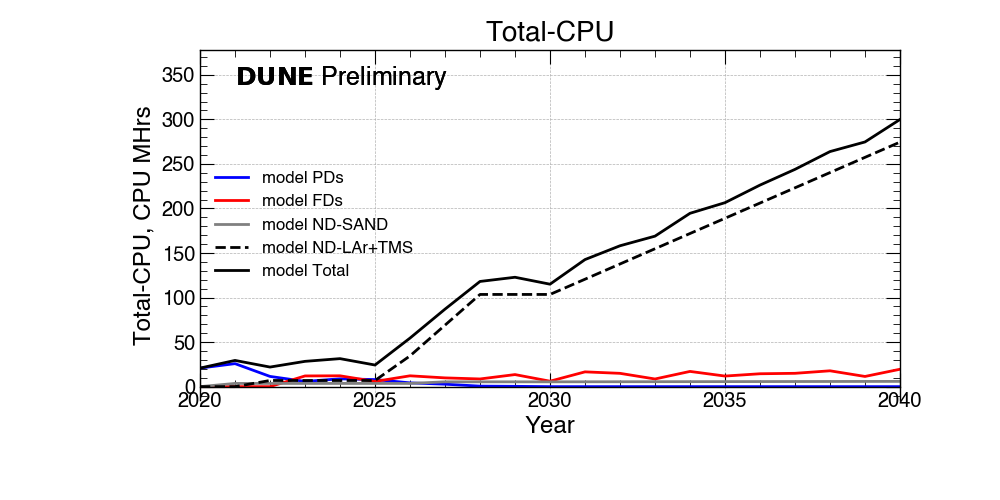 Total-CPU
DUNE Preliminary
Total-CPU, CPU MHrs
350
300
250
200
150
100
50
0
model PDs
model FDs
model ND-SAND
model ND-LAr+TMS
model Total
2020 2025 2030 2035 2040
Year